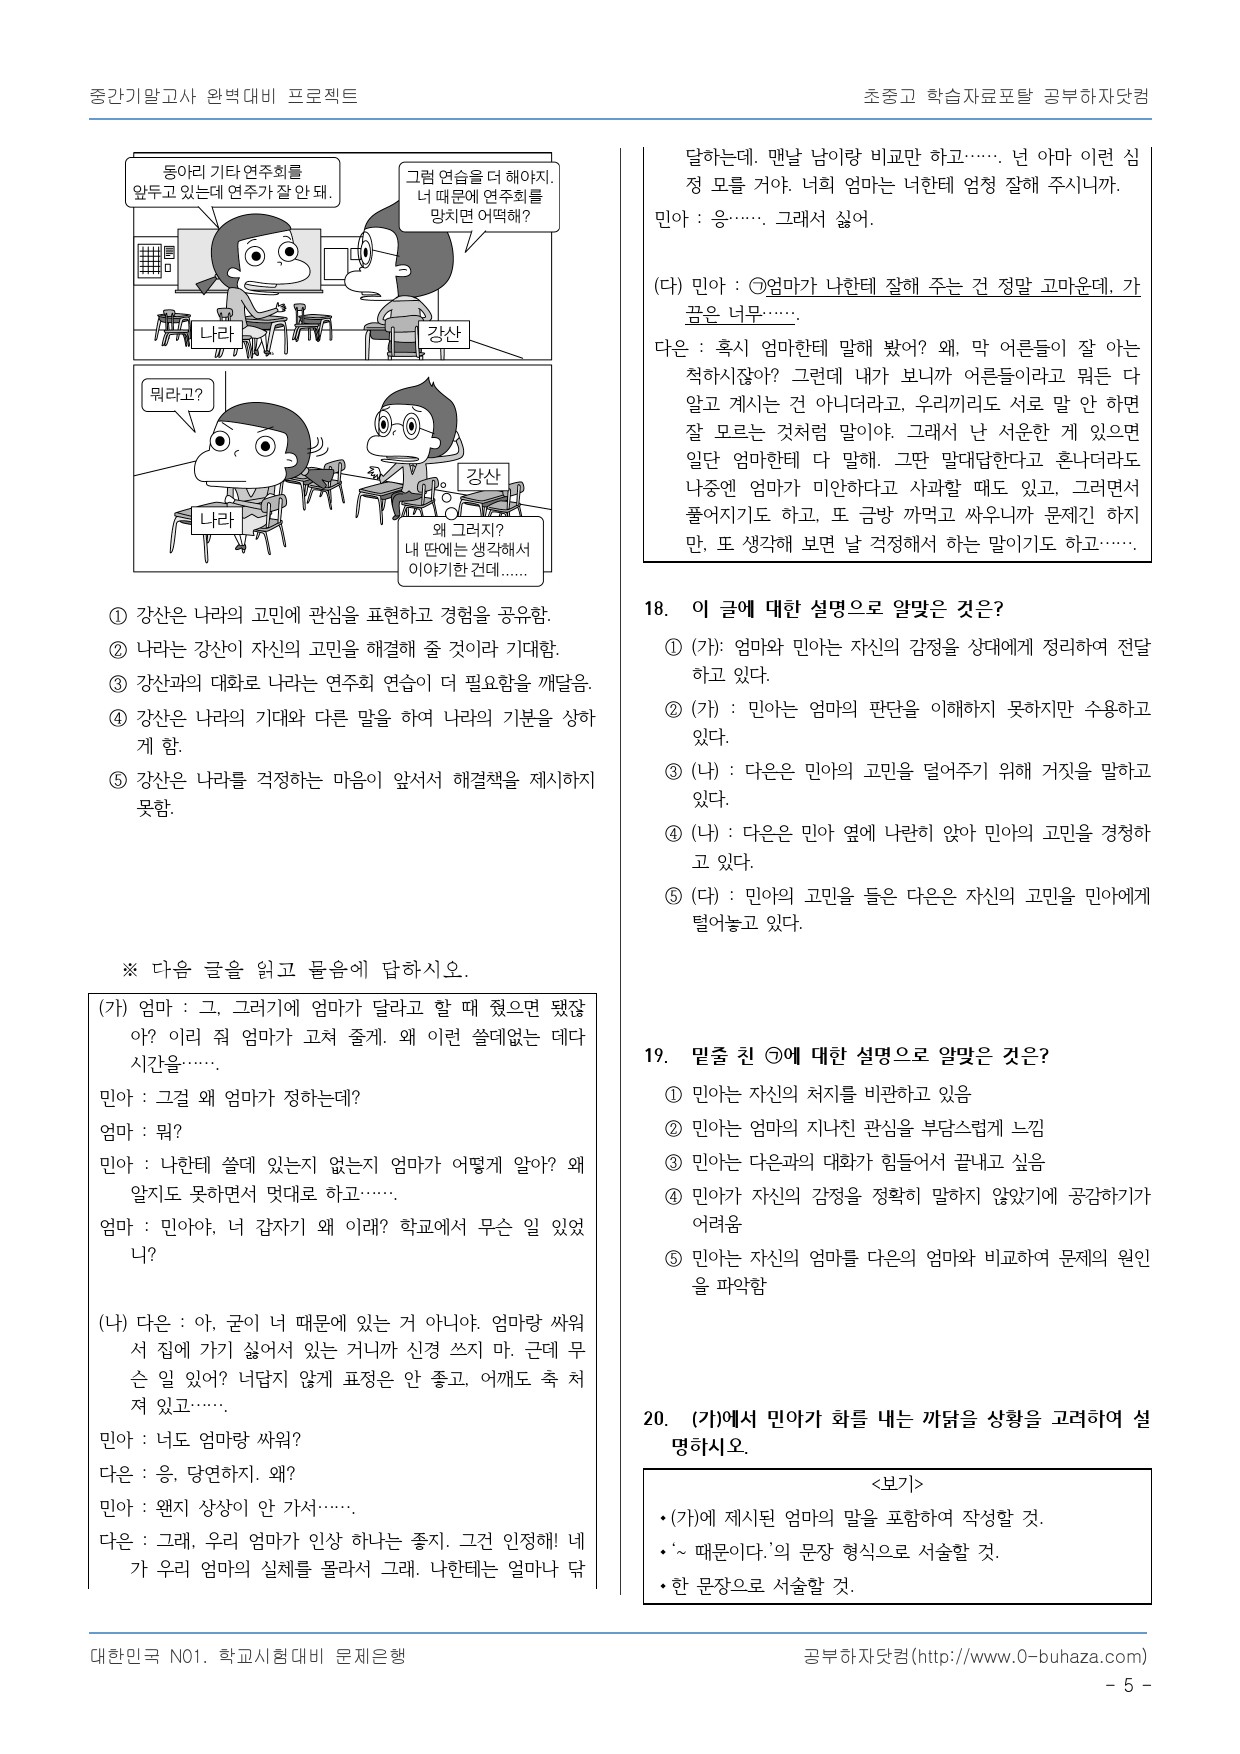 중간기말고사 완벽대비 프로젝트
초중고 학습자료포탈 공부하자닷컴
동아리 기타 연주회를
앞두고 있는데 연주가 잘 안 돼.
그럼 연습을 더 해야지.
너 때문에 연주회를
망치면 어떡해?
나라
강산
뭐라고?
강산
나라
왜 그러지?
내 딴에는 생각해서
이야기한 건데......
① 강산은 나라의 고민에 관심을 표현하고 경험을 공유함.
② 나라는 강산이 자신의 고민을 해결해 줄 것이라 기대함.
③ 강산과의 대화로 나라는 연주회 연습이 더 필요함을 깨달음.
④ 강산은 나라의 기대와 다른 말을 하여 나라의 기분을 상하
게 함.
⑤ 강산은 나라를 걱정하는 마음이 앞서서 해결책을 제시하지
못함.
※ 다음 글을 읽고 물음에 답하시오.
(가) 엄마 : 그, 그러기에 엄마가 달라고 할 때 줬으면 됐잖
아? 이리 줘 엄마가 고쳐 줄게. 왜 이런 쓸데없는 데다
시간을…….
민아 : 그걸 왜 엄마가 정하는데?
엄마 : 뭐?
민아 : 나한테 쓸데 있는지 없는지 엄마가 어떻게 알아? 왜
알지도 못하면서 멋대로 하고…….
엄마 : 민아야, 너 갑자기 왜 이래? 학교에서 무슨 일 있었
니?
(나) 다은 : 아, 굳이 너 때문에 있는 거 아니야. 엄마랑 싸워
서 집에 가기 싫어서 있는 거니까 신경 쓰지 마. 근데 무
슨 일 있어? 너답지 않게 표정은 안 좋고, 어깨도 축 처
져 있고…….
민아 : 너도 엄마랑 싸워?
다은 : 응, 당연하지. 왜?
민아 : 왠지 상상이 안 가서…….
다은 : 그래, 우리 엄마가 인상 하나는 좋지. 그건 인정해! 네
가 우리 엄마의 실체를 몰라서 그래. 나한테는 얼마나 닦
달하는데. 맨날 남이랑 비교만 하고……. 넌 아마 이런 심
정 모를 거야. 너희 엄마는 너한테 엄청 잘해 주시니까.
민아 : 응……. 그래서 싫어.
(다) 민아 : ㉠엄마가 나한테 잘해 주는 건 정말 고마운데, 가
끔은 너무…….
다은 : 혹시 엄마한테 말해 봤어? 왜, 막 어른들이 잘 아는
척하시잖아? 그런데 내가 보니까 어른들이라고 뭐든 다
알고 계시는 건 아니더라고, 우리끼리도 서로 말 안 하면
잘 모르는 것처럼 말이야. 그래서 난 서운한 게 있으면
일단 엄마한테 다 말해. 그딴 말대답한다고 혼나더라도
나중엔 엄마가 미안하다고 사과할 때도 있고, 그러면서
풀어지기도 하고, 또 금방 까먹고 싸우니까 문제긴 하지
만, 또 생각해 보면 날 걱정해서 하는 말이기도 하고…….
18. 이 글에 대한 설명으로 알맞은 것은?
① (가): 엄마와 민아는 자신의 감정을 상대에게 정리하여 전달
하고 있다.
② (가) : 민아는 엄마의 판단을 이해하지 못하지만 수용하고
있다.
③ (나) : 다은은 민아의 고민을 덜어주기 위해 거짓을 말하고
있다.
④ (나) : 다은은 민아 옆에 나란히 앉아 민아의 고민을 경청하
고 있다.
⑤ (다) : 민아의 고민을 들은 다은은 자신의 고민을 민아에게
털어놓고 있다.
19. 밑줄 친 ㉠에 대한 설명으로 알맞은 것은?
① 민아는 자신의 처지를 비관하고 있음
② 민아는 엄마의 지나친 관심을 부담스럽게 느낌
③ 민아는 다은과의 대화가 힘들어서 끝내고 싶음
④ 민아가 자신의 감정을 정확히 말하지 않았기에 공감하기가
어려움
⑤ 민아는 자신의 엄마를 다은의 엄마와 비교하여 문제의 원인
을 파악함
20. (가)에서 민아가 화를 내는 까닭을 상황을 고려하여 설
명하시오.
<보기>
•(가)에 제시된 엄마의 말을 포함하여 작성할 것.
•‘~ 때문이다.’의 문장 형식으로 서술할 것.
•한 문장으로 서술할 것.
대한민국 N01. 학교시험대비 문제은행
공부하자닷컴(http://www.0-buhaza.com)
- 5 -